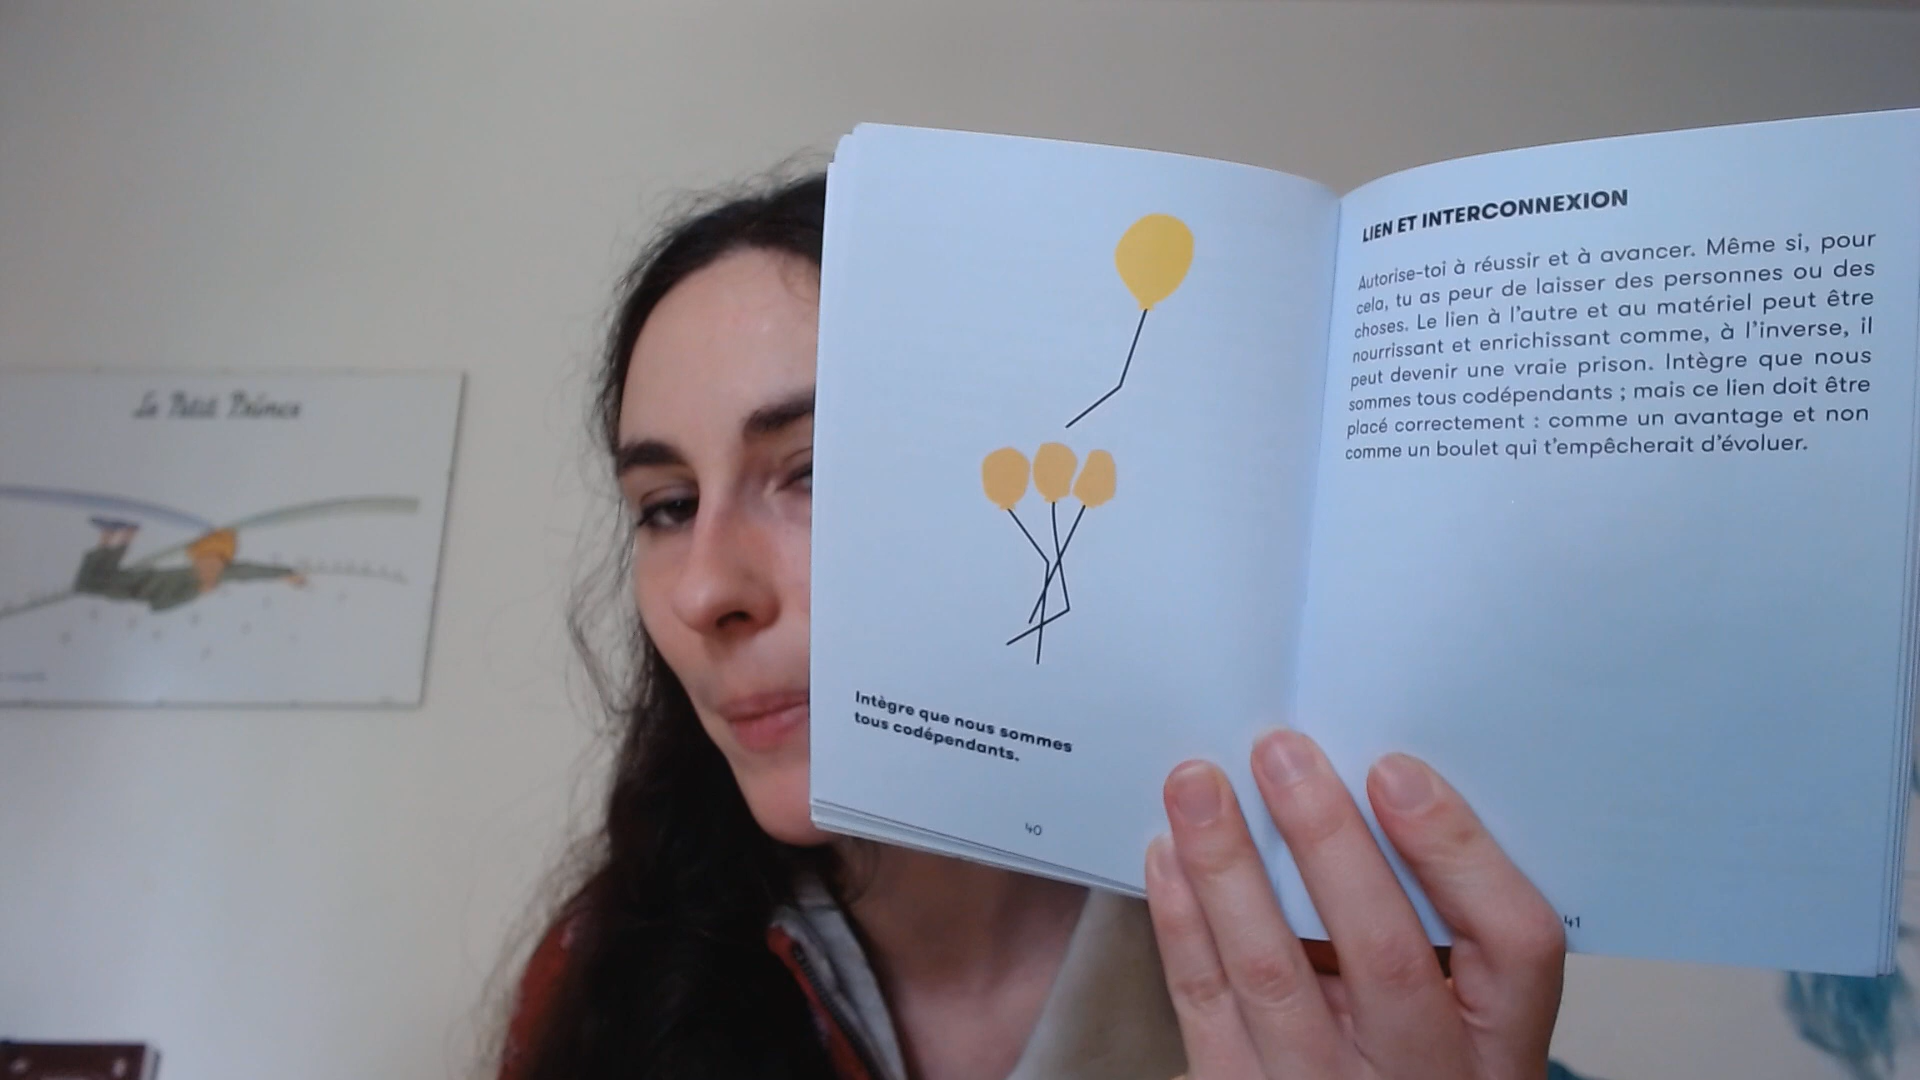 Le Petit Prince
Intègre que nous sommes
tous codépendants.
40
LIEN ET INTERCONNEXION
Autorise-toi à réussir et à avancer. Même si, pour
cela, tu as peur de laisser des personnes ou des
choses. Le lien à l'autre et au matériel peut être
nourrissant et enrichissant comme, à l'inverse, il
peut devenir une vraie prison. Intègre que nous
sommes tous codépendants ; mais ce lien doit être
placé correctement : comme un avantage et non
comme un boulet qui t'empêcherait d'évoluer.
41